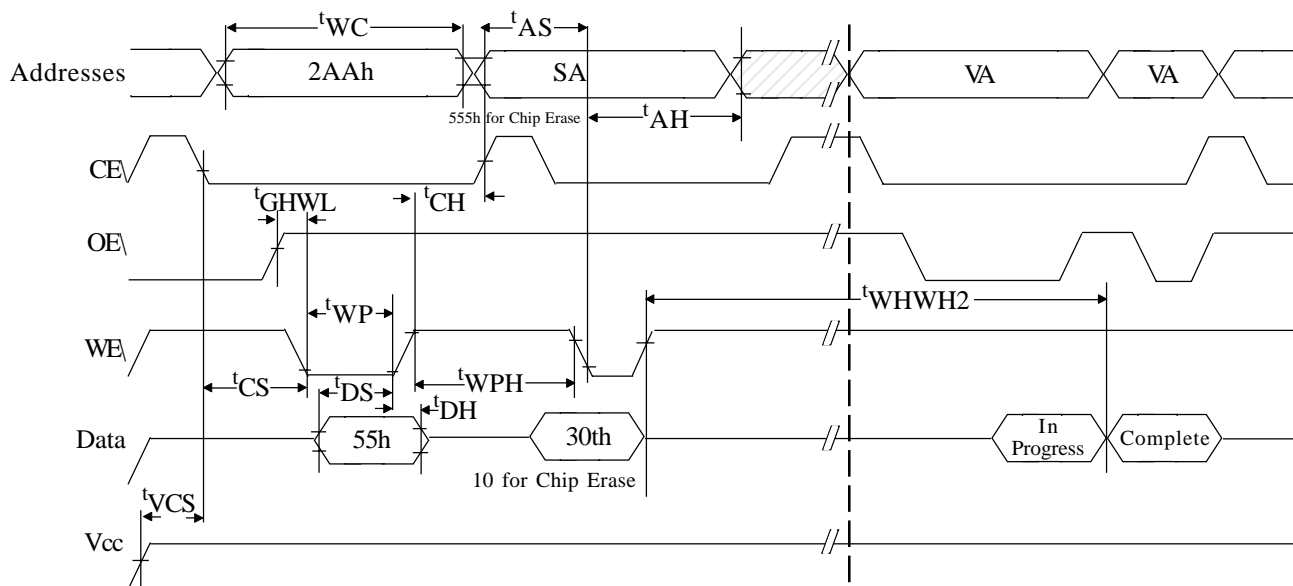 tWC
tAS
Addresses
2AAh
SA
VA
VA
555h for Chip Erase
tAH
CE\
tGHWL
tCH
OE\
tWP
tWHWH2
WE\
tCS
tDS
tWPH
tDH
Data
55h
30th
In
Progress
Complete
10 for Chip Erase
tVCS
Vcc